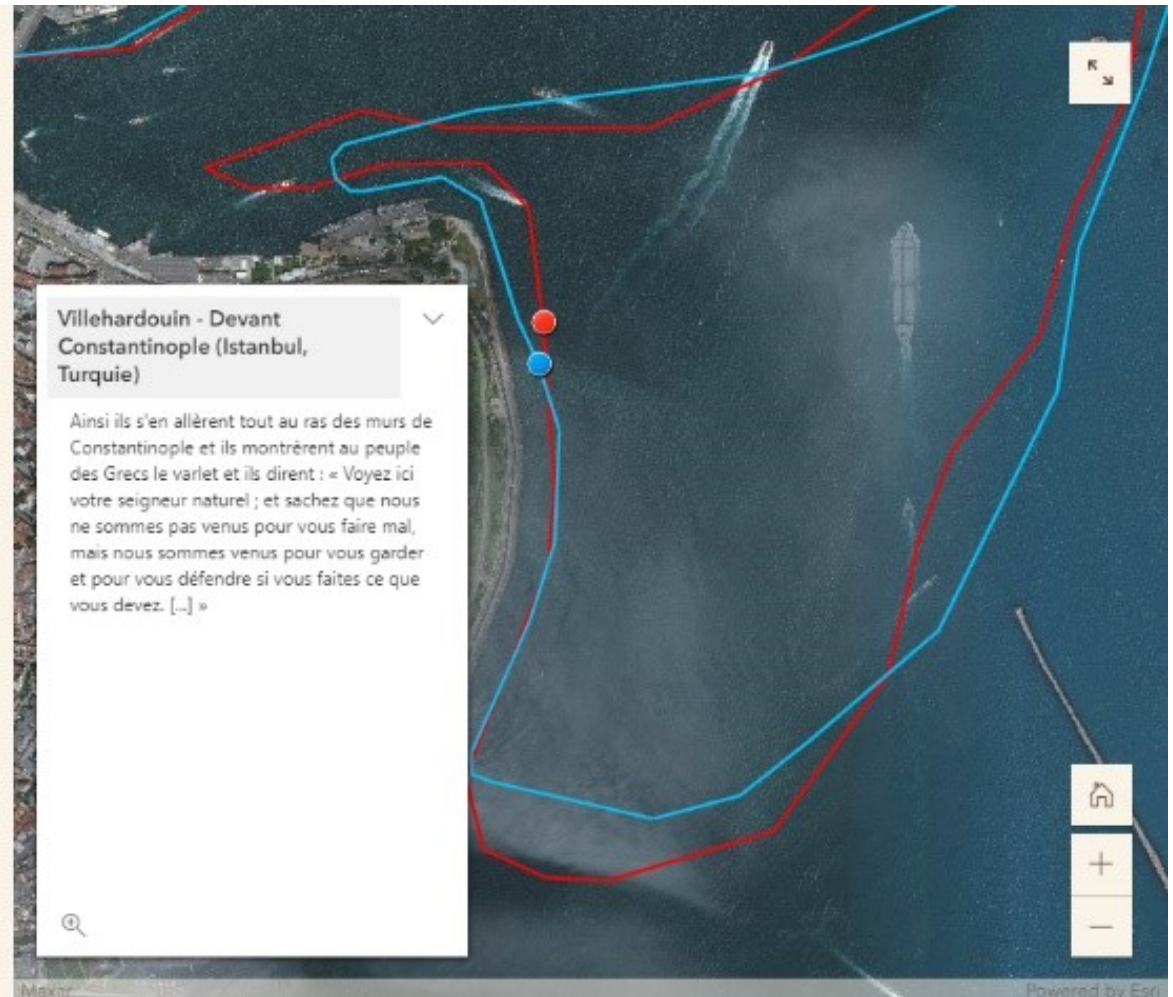 Villehardouin - Devant
Constantinople (Istanbul,
Turquie)
Ainsi ils s'en allèrent tout au ras des murs de
Constantinople et ils montrèrent au peuple
des Grecs le varlet et ils dirent : « Voyez ici
votre seigneur naturel ; et sachez que nous
ne sommes pas venus pour vous faire mal,
mais nous sommes venus pour vous garder
et pour vous défendre si vous faites ce que
vous devez. [...] »
Maxar
Powered by Esri